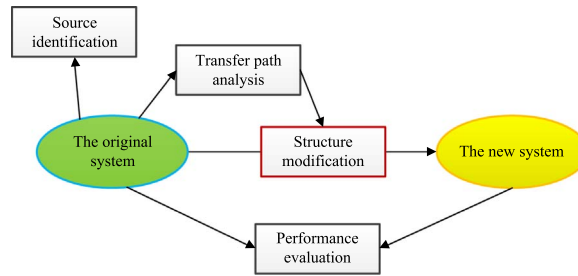 Source
identification
Transfer path
analysis
The original
system
Structure
modification
The new system
Performance
evaluation